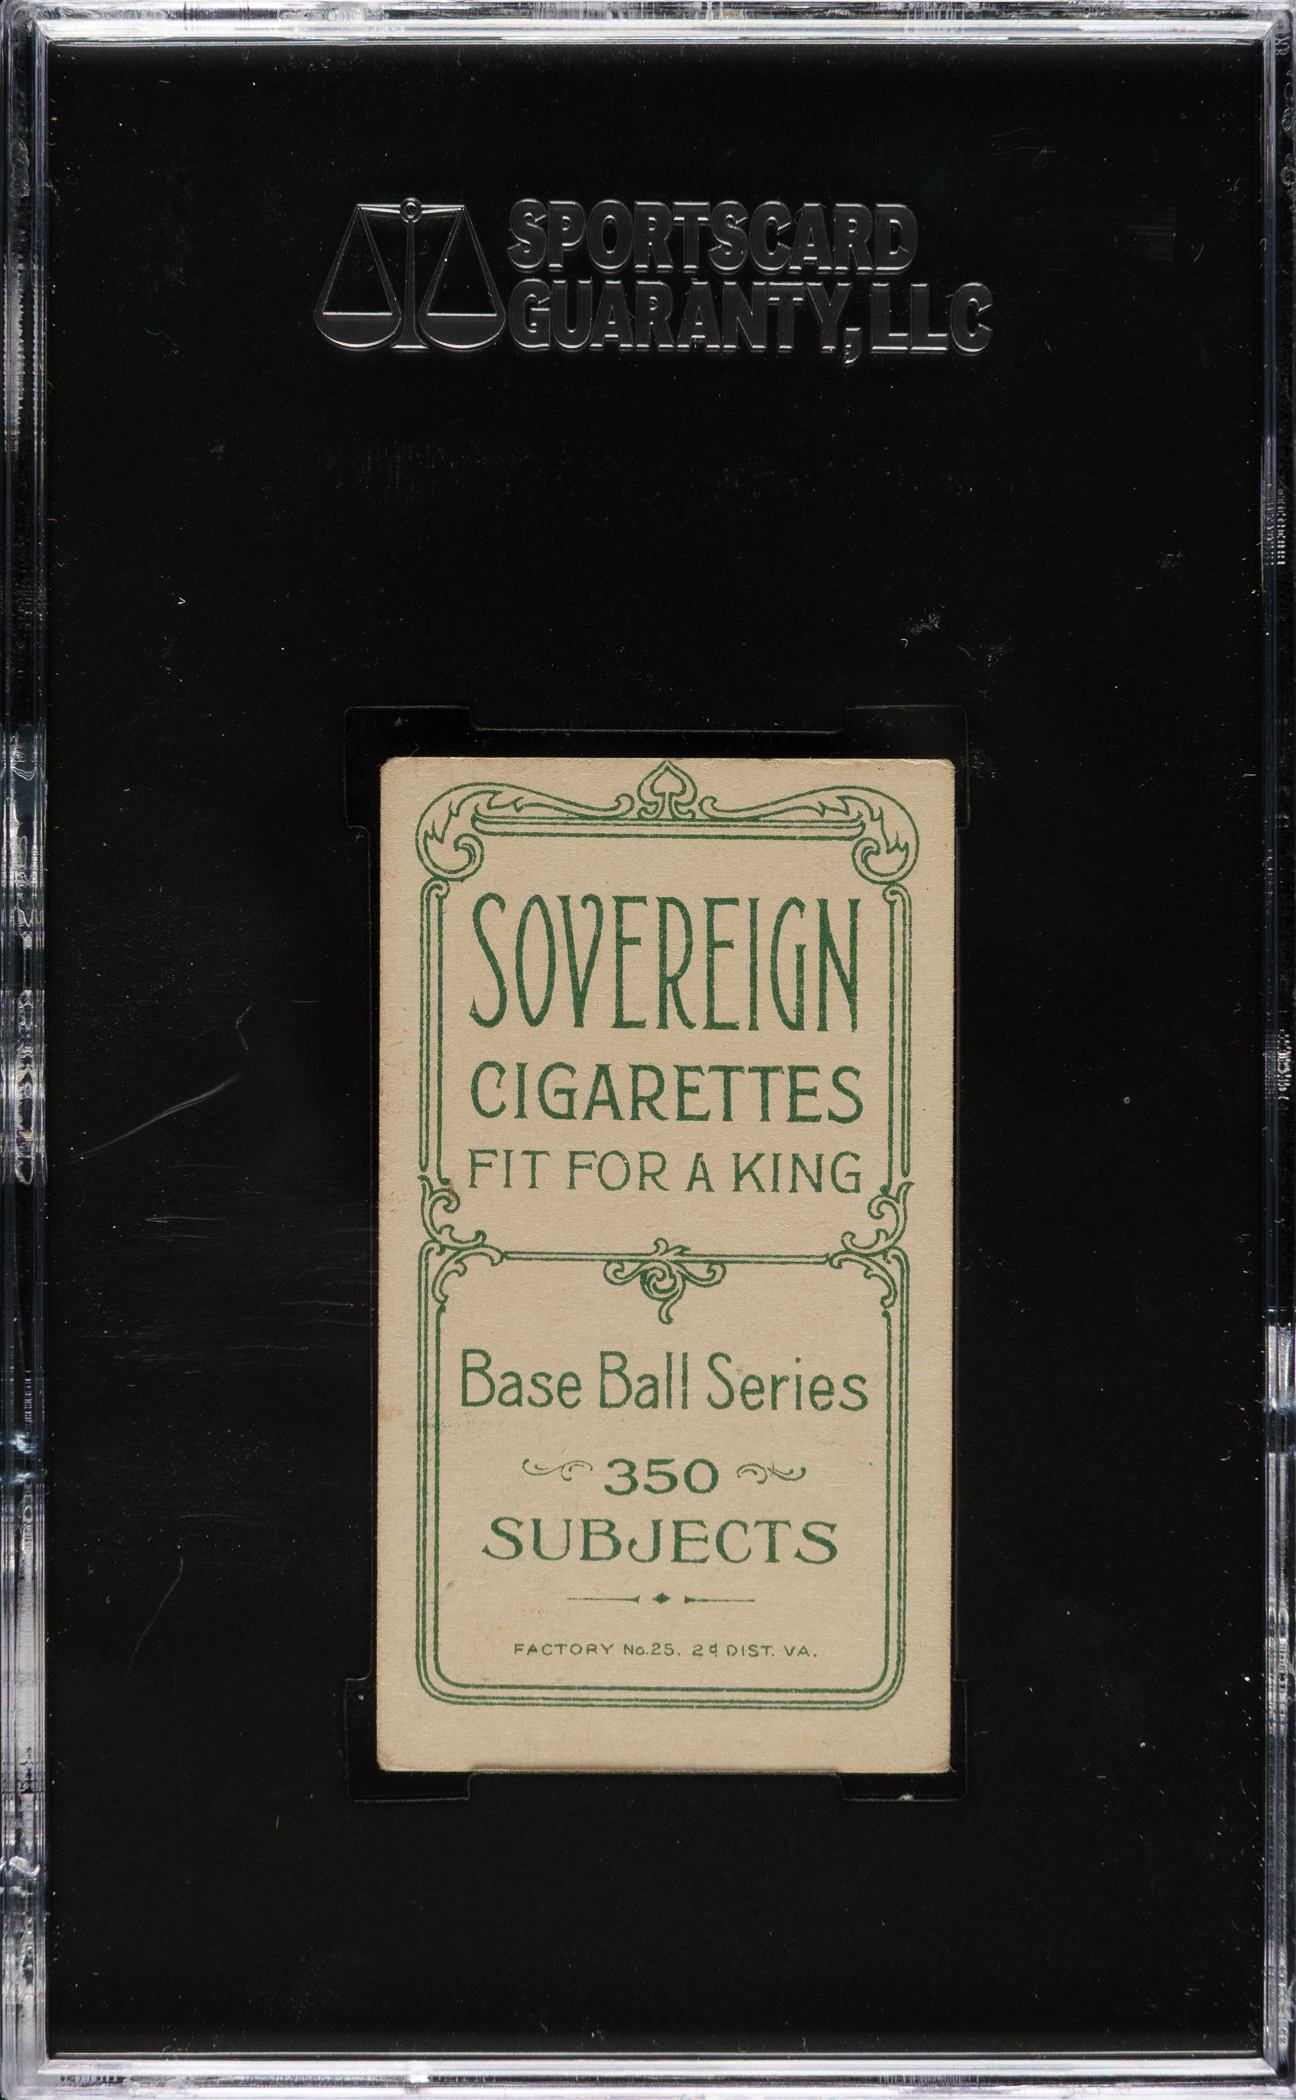 SPORTSCARD
GUARANTY, LLC
SOVEREIGN
CIGARETTES
FIT FOR A KING
Base Ball Series
350
SUBJECTS
FACTORY No. 25. 2d DIST. VA.